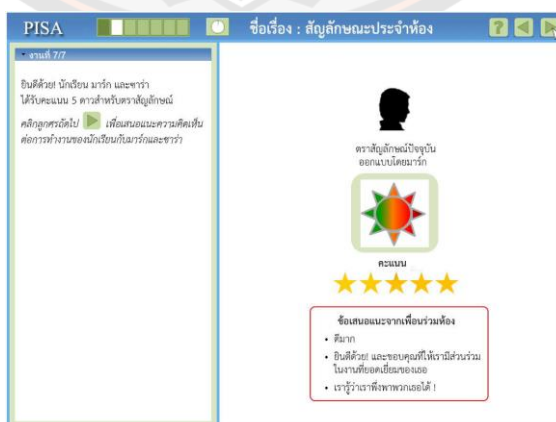 PISA
ชื่อเรื่อง : สัญลักษณะประจำห้อง
?
งานที่ 7/7
ยินดีด้วย! นักเรียน มาร์ก และซาร่า
ได้รับคะแนน 5 ดาวสำหรับตราสัญลักษณ์
คลิกลูกศรถัดไป เพื่อเสนอแนะความคิดเห็น
ต่อการทำงานของนักเรียนกับมาร์กและซาร่า
ตราสัญลักษณ์ปัจจุบัน
ออกแบบโดยมาร์ก
คะแนน
ข้อเสนอแนะจากเพื่อนร่วมห้อง
• ดีมาก
• ยินดีด้วย! และขอบคุณที่ให้เรามีส่วนร่วม
ในงานที่ยอดเยี่ยมของเธอ
• เรารู้ว่าเราพึ่งพาพวกเธอได้ !